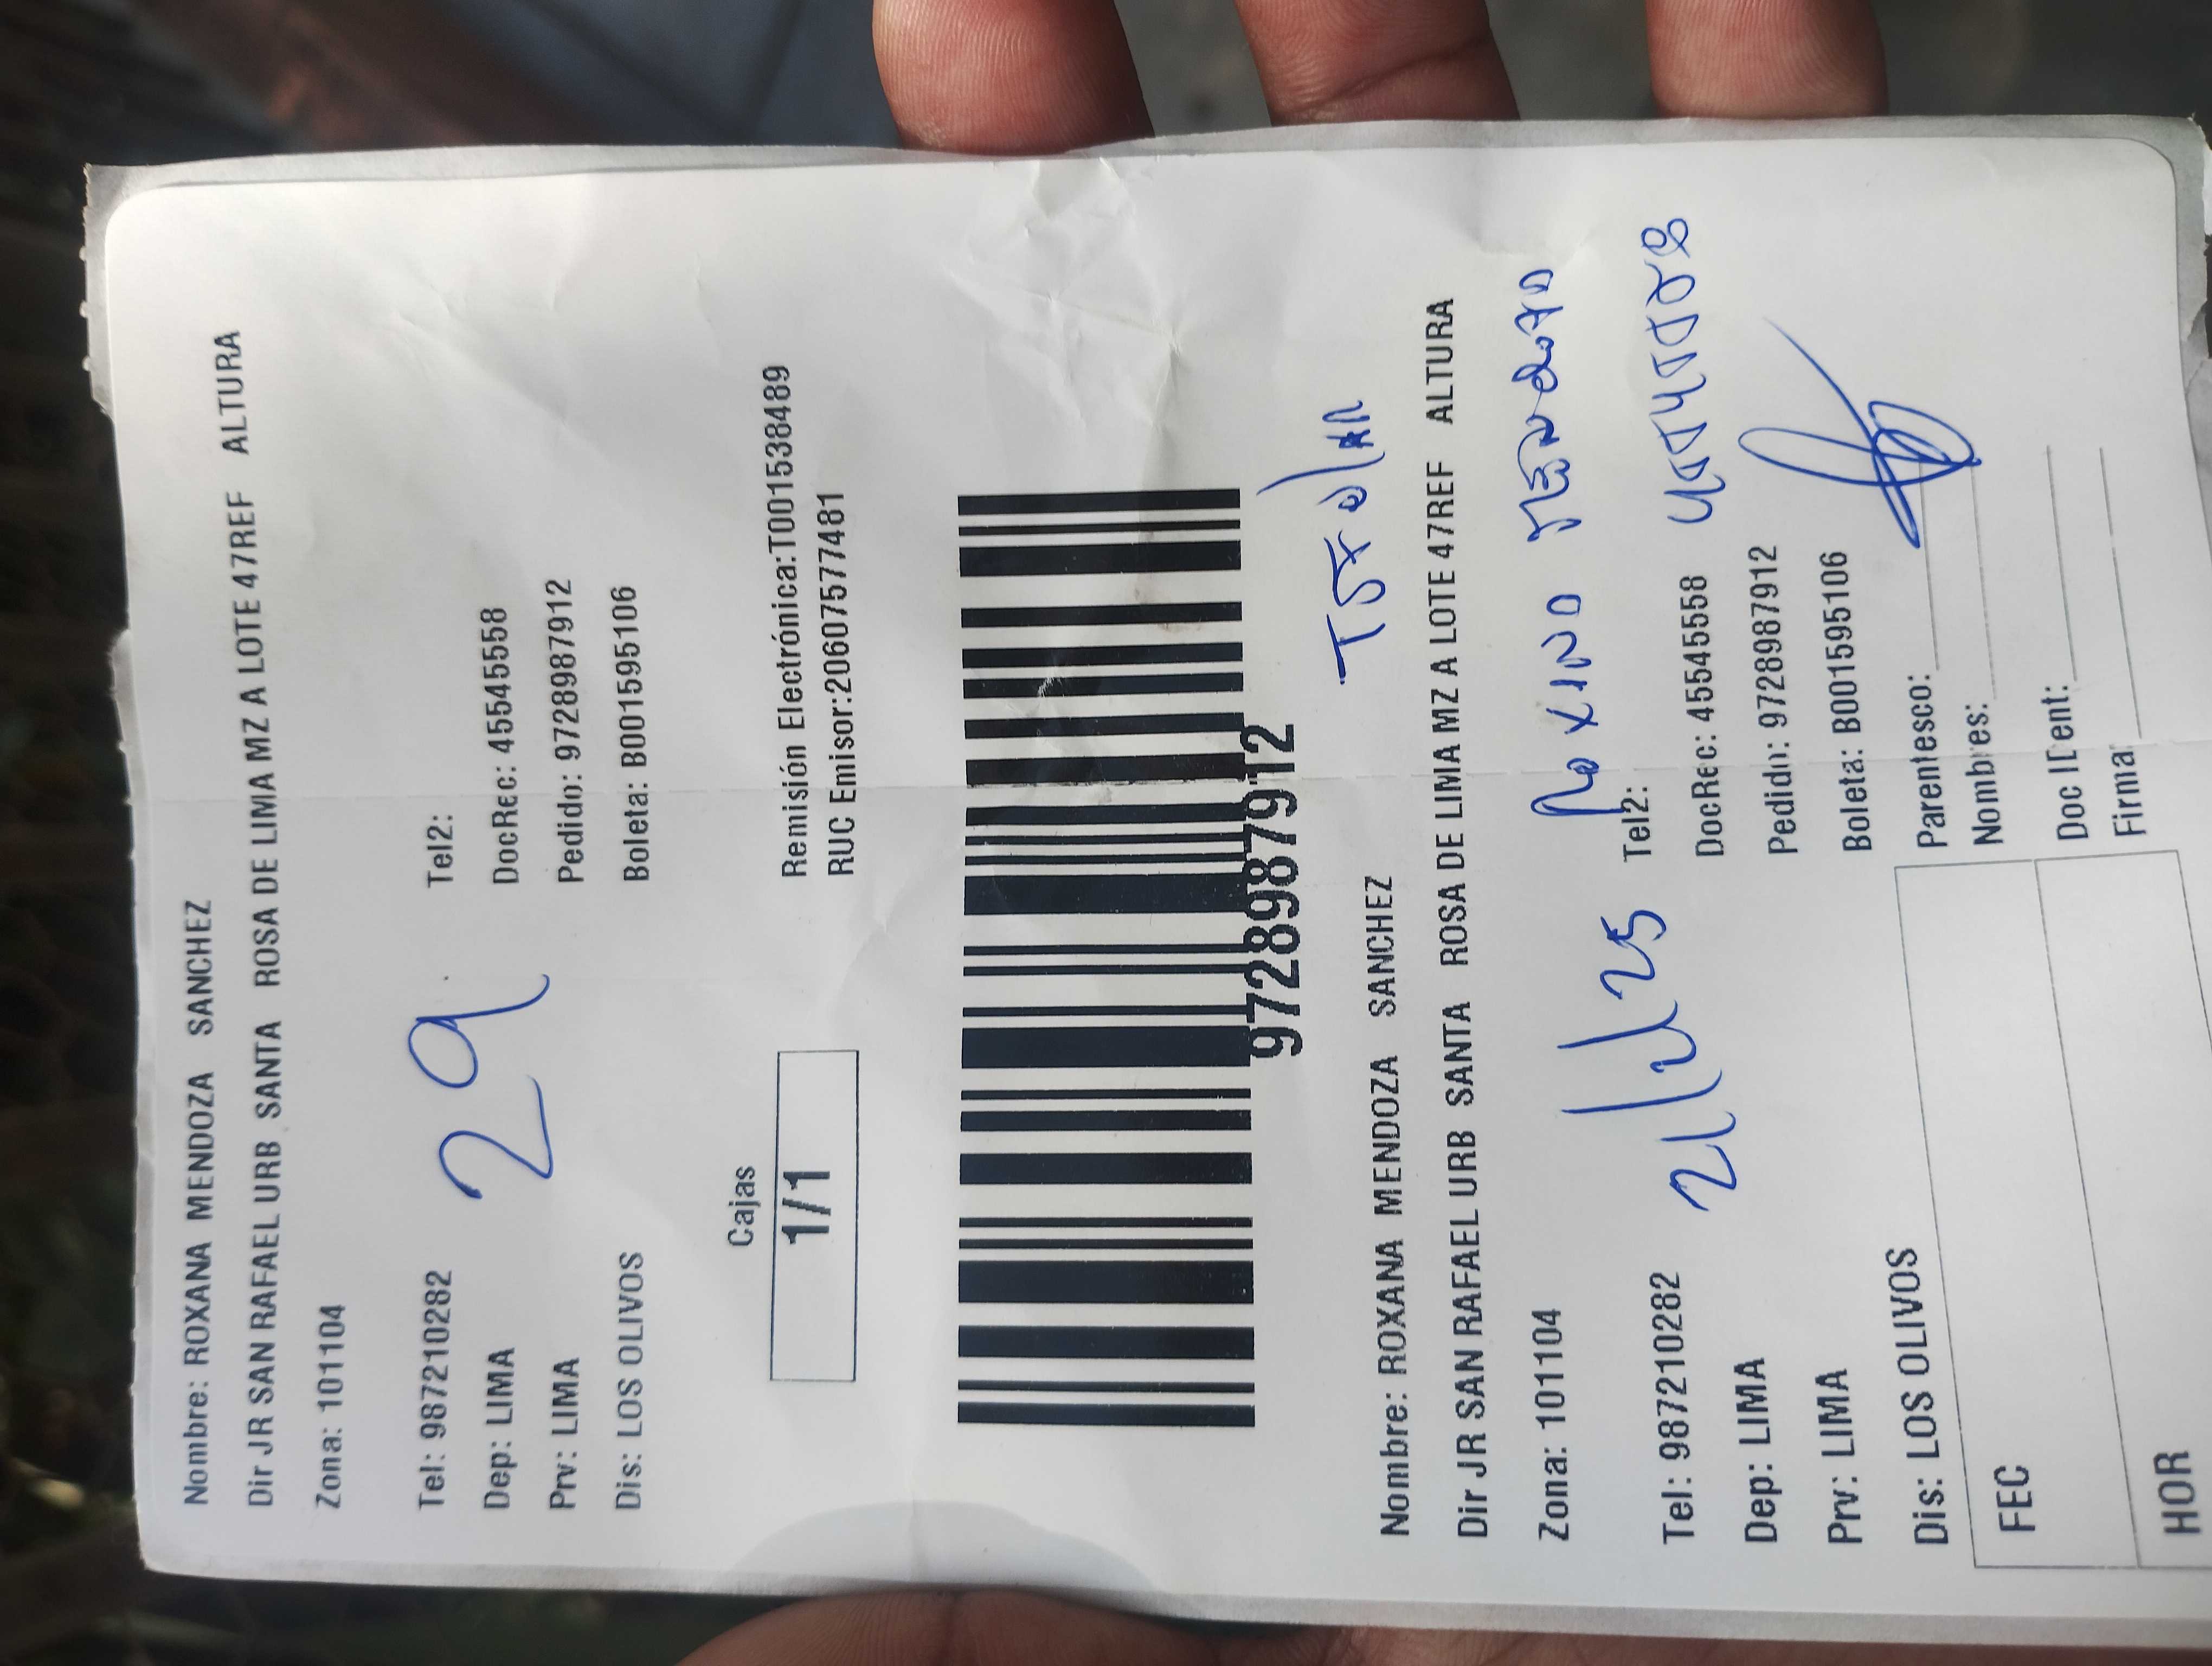 Nombre: ROXANA MENDOZA SANCHEZ
Dir JR SAN RAFAEL URB SANTA ROSA DE LIMA MZ A LOTE 47REF ALTURA
Zona: 101104
Tel: 987210282 Tel2:
29
Dep: LIMA DocRec: 45545558
Prv: LIMA Pedido: 9728987912
Dis: LOS OLIVOS Boleta: B001595106
Cajas
1/1
Remisión Electrónica:T001538489
RUC Emisor:20607577481
9728987912
Nombre: ROXANA MENDOZA SANCHEZ
Dir JR SAN RAFAEL URB SANTA ROSA DE LIMA MZ A LOTE 47REF ALTURA
Zona: 101104
Tel: 987210282 Tel2:
45545558
Dep: LIMA DocRec: 45545558
Prv: LIMA Pedido: 9728987912
Dis: LOS OLIVOS Boleta: B001595106
FEC Parentesco:
Nombres:
HOR Doc IDent:
Firma: